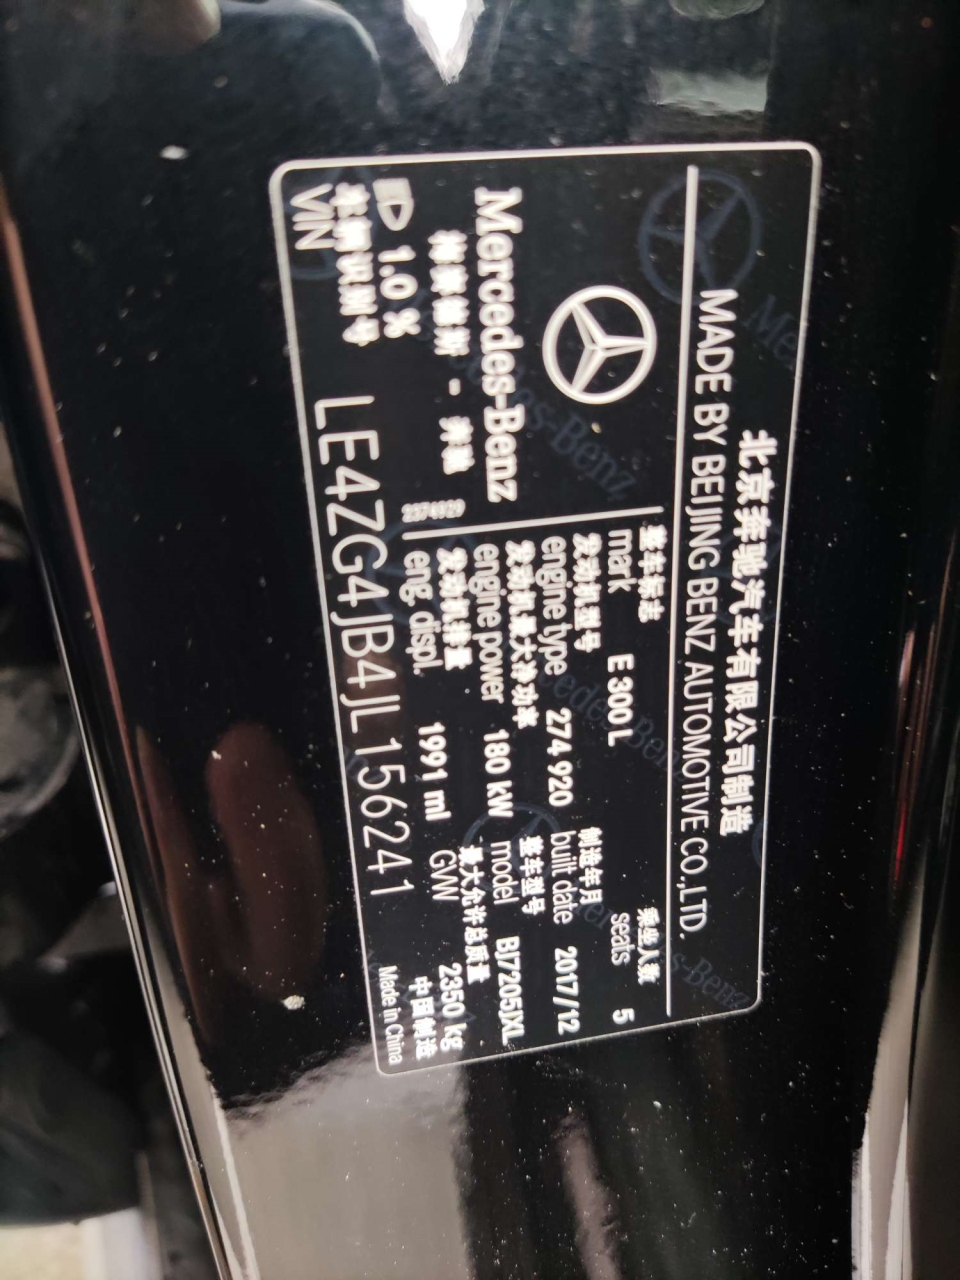 北京奔驰汽车有限公司制造
MADE BY BEIJING BENZ AUTOMOTIVE CO.,LTD.
Mercedes-Benz
梅赛德斯 - 奔驰
1.0 %
2374929
整车标志
mark E 300 L
乘坐人数
seats 5
发动机型号
engine type 274 920
制造年月
built date 2017/12
发动机最大净功率
engine power 180 kW
整车型号
model BJ7205JXL
发动机排量
eng. displ. 1991 ml
最大允许总质量
GVW 2350 kg
车辆识别号
VIN LE4ZG4JB4JL156241
中国制造
Made in China